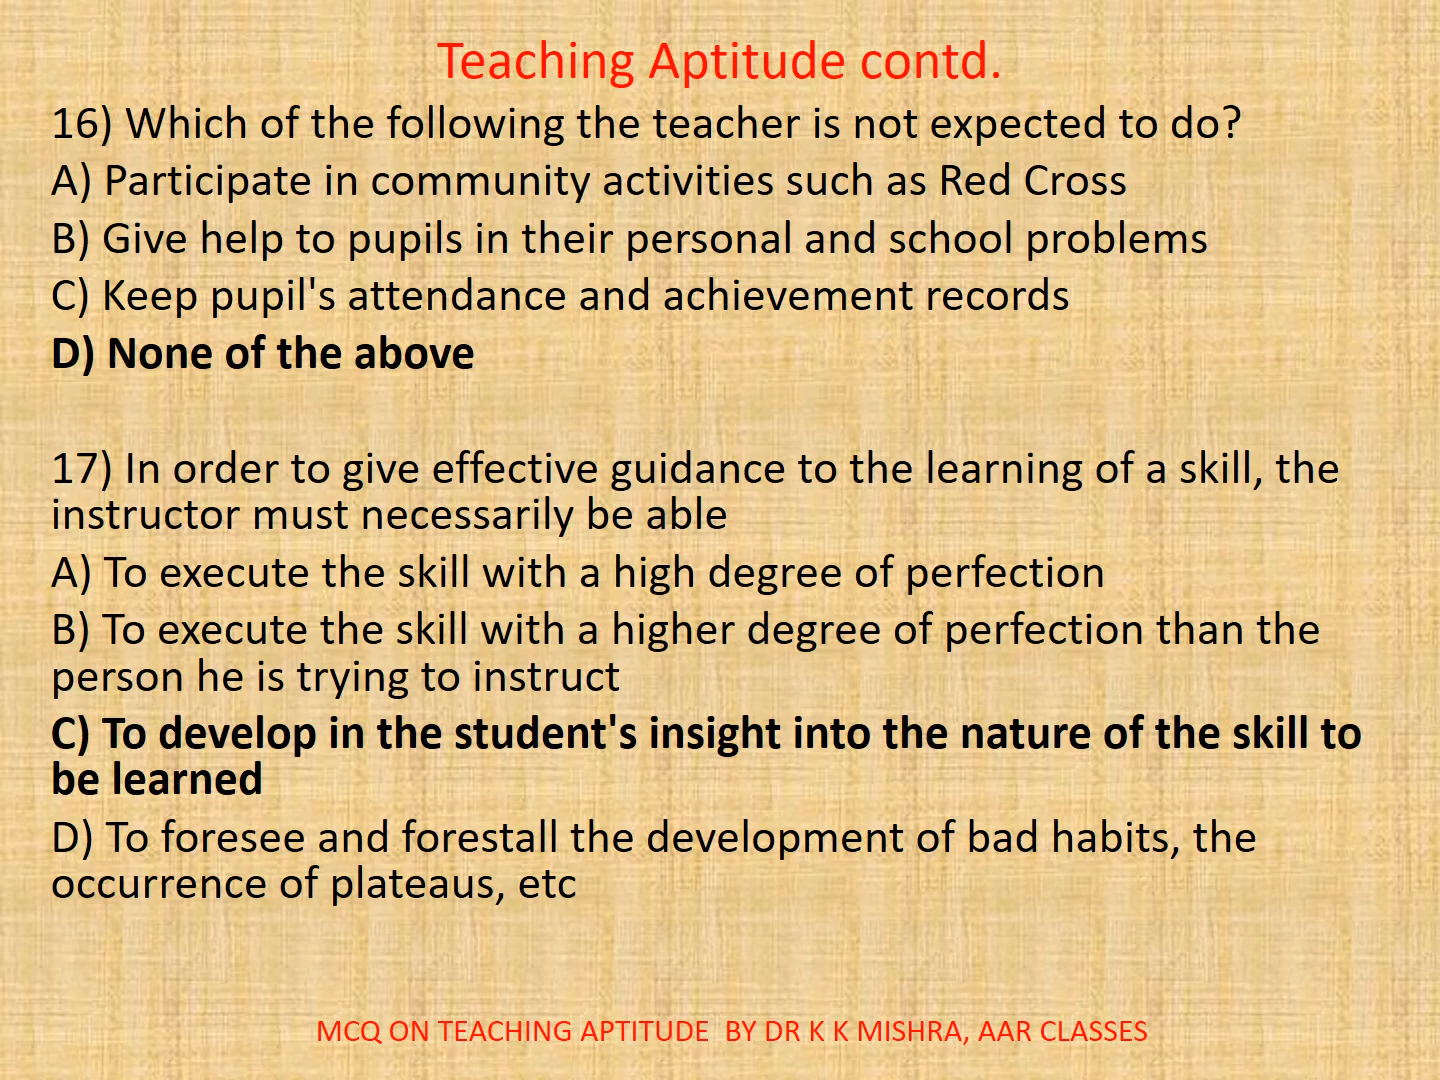 Teaching Aptitude contd.
16) Which of the following the teacher is not expected to do?
A) Participate in community activities such as Red Cross
B) Give help to pupils in their personal and school problems
C) Keep pupil's attendance and achievement records
D) None of the above
17) In order to give effective guidance to the learning of a skill, the
instructor must necessarily be able
A) To execute the skill with a high degree of perfection
B) To execute the skill with a higher degree of perfection than the
person he is trying to instruct
C) To develop in the student's insight into the nature of the skill to
be learned
D) To foresee and forestall the development of bad habits, the
occurrence of plateaus, etc
MCQ ON TEACHING APTITUDE  BY DR K K MISHRA, AAR CLASSES